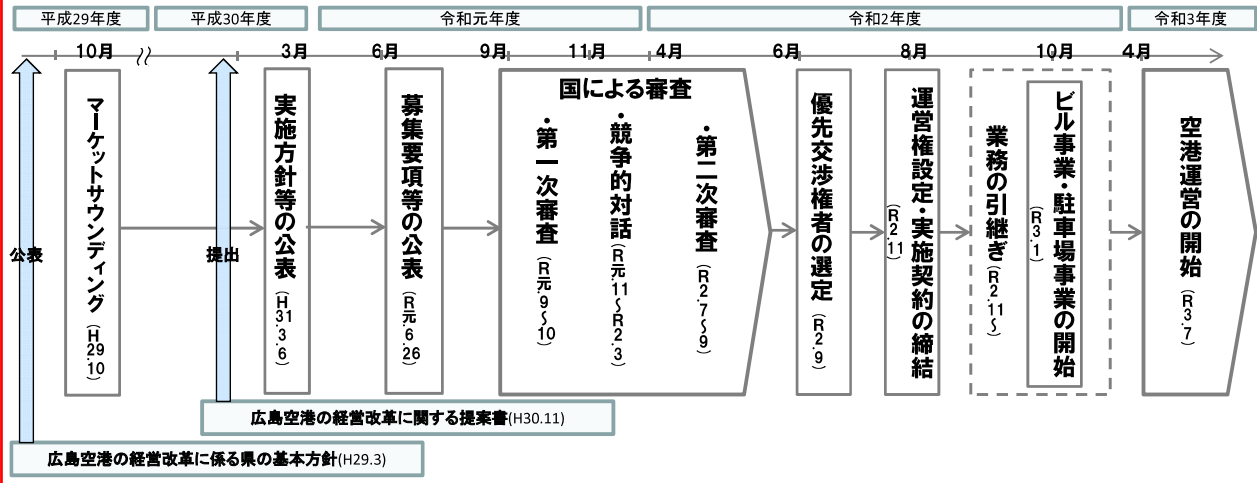 平成29年度
平成30年度
令和元年度
令和2年度
令和3年度
10月
3月
6月
9月
11月
4月
6月
8月
10月
4月
公表
マーケットサウンディング（H29.10）
提出
実施方針等の公表（H31.3.6）
募集要項等の公表（R元.6.26）
国による審査
・第一次審査（R元.9～10）
・競争的対話（R元.11～R2.3）
・第二次審査（R2.7～9）
優先交渉権者の選定（R2.9）
運営権設定・実施契約の締結
（R2.11）
業務の引継ぎ（R2.11～）
ビル事業・駐車場事業の開始
（R3.1）
空港運営の開始（R3.7）
広島空港の経営改革に関する提案書(H30.11)
広島空港の経営改革に係る県の基本方針(H29.3)